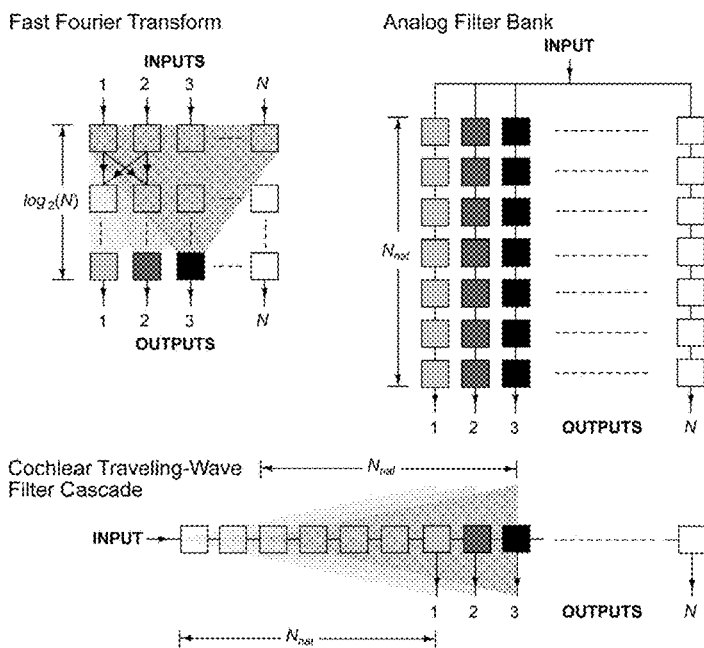 Fast Fourier Transform
INPUTS
1 2 3 N
log2(N)
1 2 3 N
OUTPUTS
Analog Filter Bank
INPUT
Nnat
1 2 3 OUTPUTS N
Cochlear Traveling-Wave
Filter Cascade
Nnat
INPUT
1 2 3 OUTPUTS N
Nnat